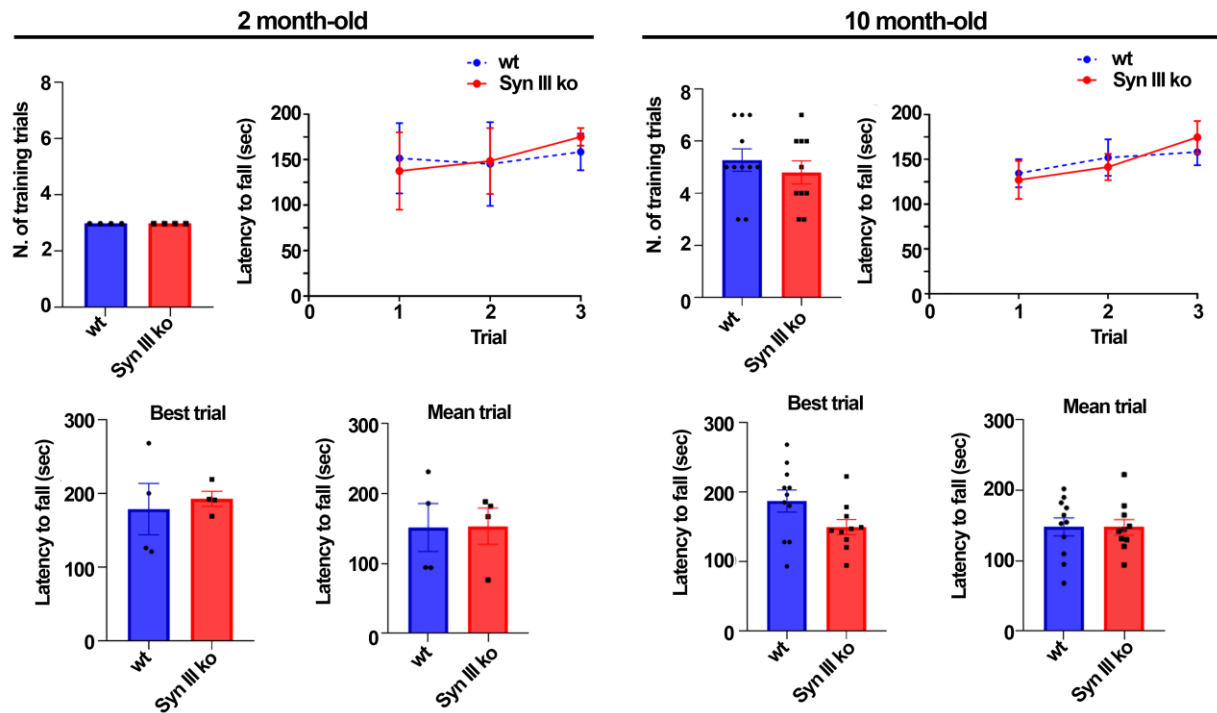 2 month-old
10 month-old
wt
Syn III ko
N. of training trials
8
6
4
2
0
wt
Syn III ko
Latency to fall (sec)
200
150
100
50
0
0 1 2 3
Trial
wt
Syn III ko
N. of training trials
8
6
4
2
0
wt
Syn III ko
Latency to fall (sec)
200
150
100
50
0
0 1 2 3
Trial
Best trial
Latency to fall (sec)
300
200
100
0
wt
Syn III ko
Mean trial
Latency to fall (sec)
300
200
100
0
wt
Syn III ko
Best trial
Latency to fall (sec)
300
200
100
0
wt
Syn III ko
Mean trial
Latency to fall (sec)
300
200
100
0
wt
Syn III ko